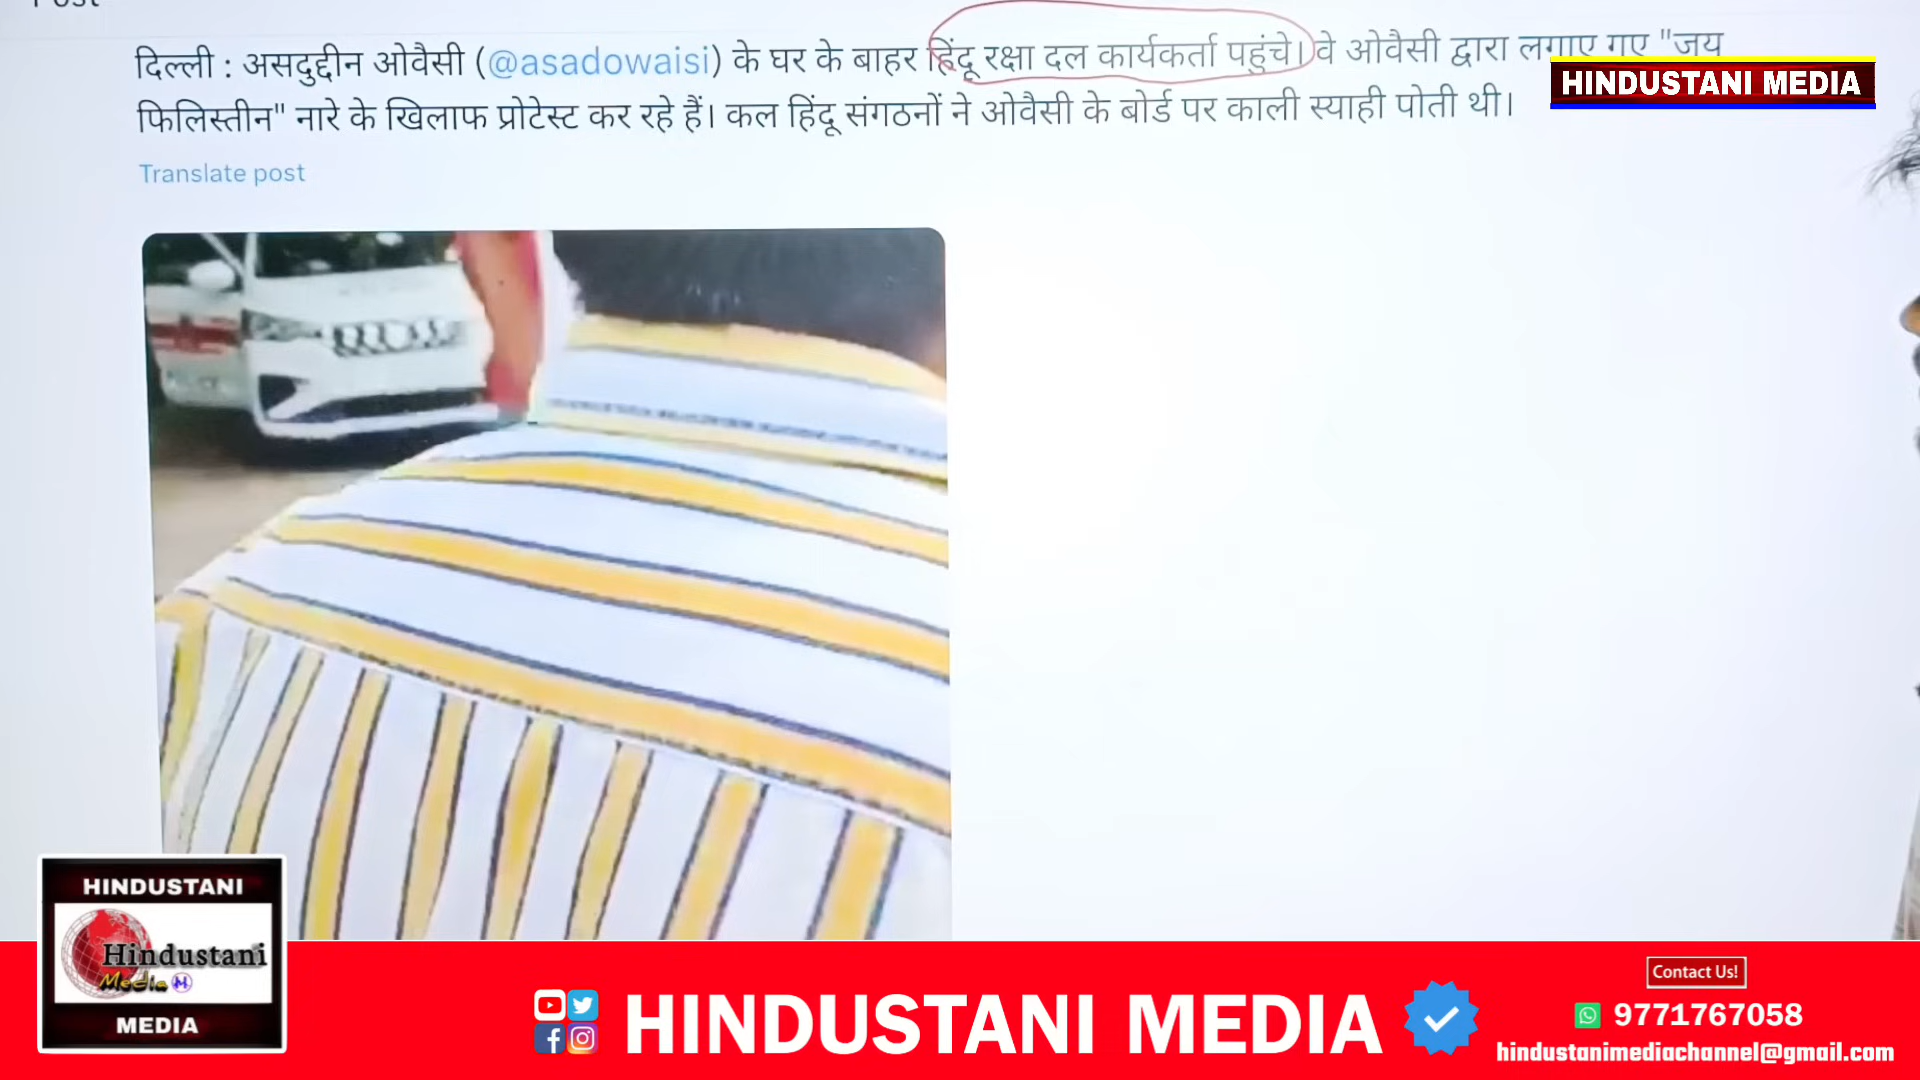 Post
दिल्ली : असदुद्दीन ओवैसी (@asadowaisi) के घर के बाहर हिंदू रक्षा दल कार्यकर्ता पहुंचे। वे ओवैसी द्वारा लगाए गए "जय
फिलिस्तीन" नारे के खिलाफ प्रोटेस्ट कर रहे हैं। कल हिंदू संगठनों ने ओवैसी के बोर्ड पर काली स्याही पोती थी।
Translate post
HINDUSTANI MEDIA
HINDUSTANI
Hindustani
Media M
MEDIA
HINDUSTANI MEDIA
Contact Us!
9771767058
hindustanimediachannel@gmail.com